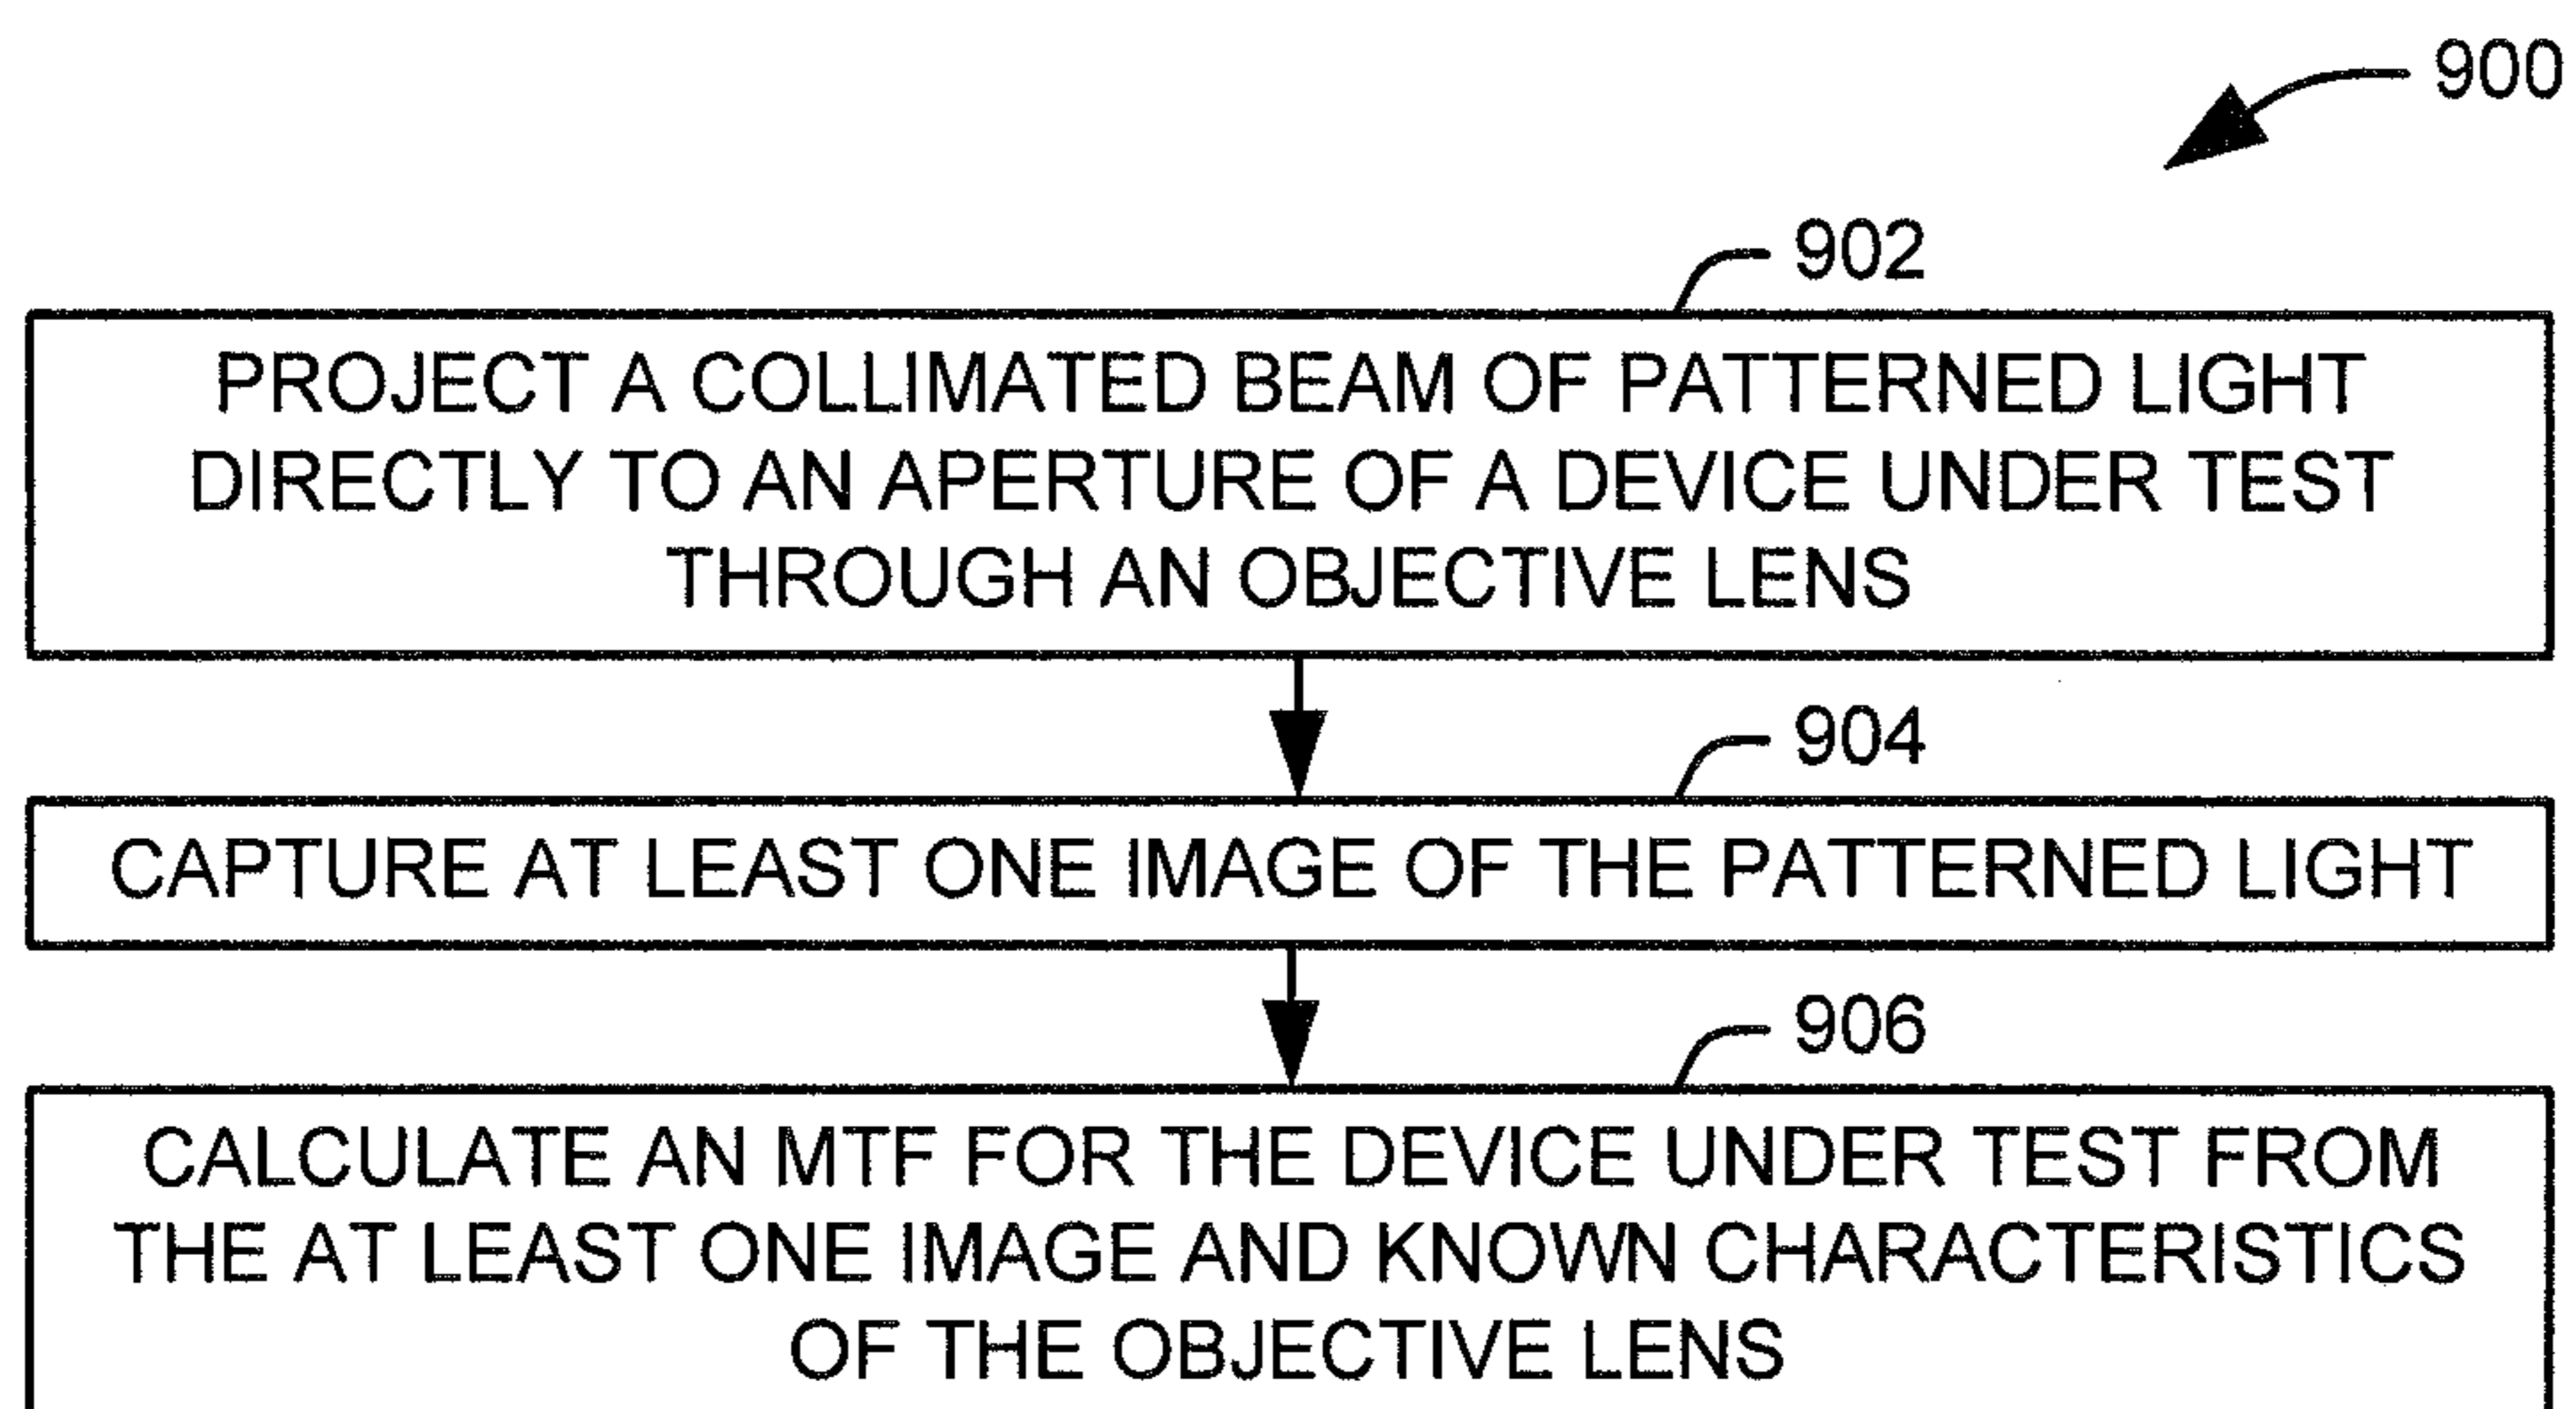 900
902
PROJECT A COLLIMATED BEAM OF PATTERNED LIGHT
DIRECTLY TO AN APERTURE OF A DEVICE UNDER TEST
THROUGH AN OBJECTIVE LENS
904
CAPTURE AT LEAST ONE IMAGE OF THE PATTERNED LIGHT
906
CALCULATE AN MTF FOR THE DEVICE UNDER TEST FROM
THE AT LEAST ONE IMAGE AND KNOWN CHARACTERISTICS
OF THE OBJECTIVE LENS